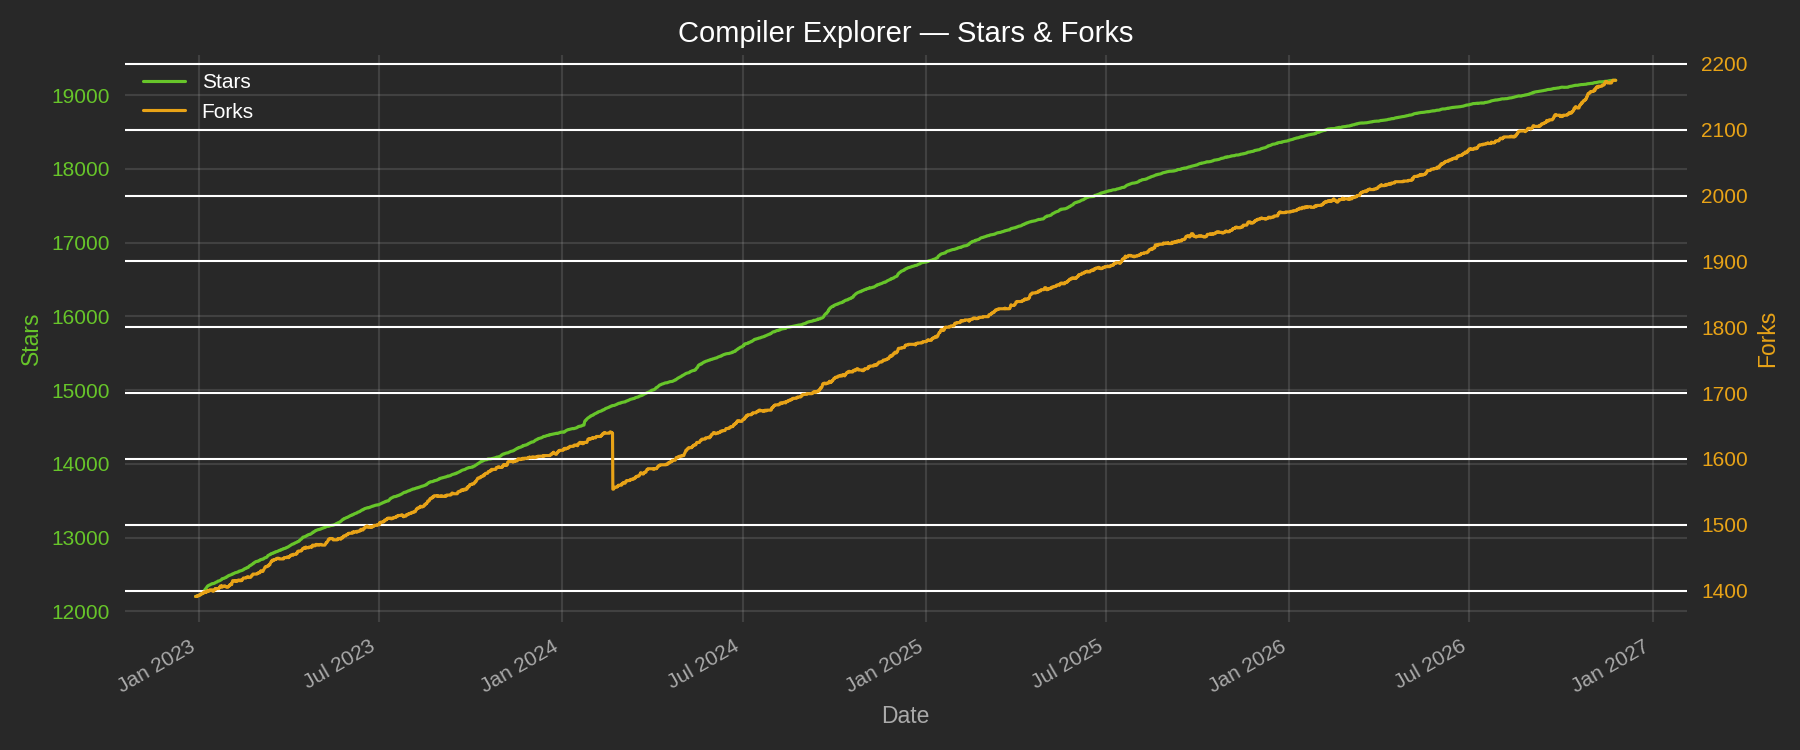 Compiler Explorer — Stars & Forks
Stars
Forks
19000
18000
17000
16000
15000
14000
13000
12000
Stars
2200
2100
2000
1900
1800
1700
1600
1500
1400
Forks
Jan 2023
Jul 2023
Jan 2024
Jul 2024
Jan 2025
Jul 2025
Jan 2026
Jul 2026
Jan 2027
Date